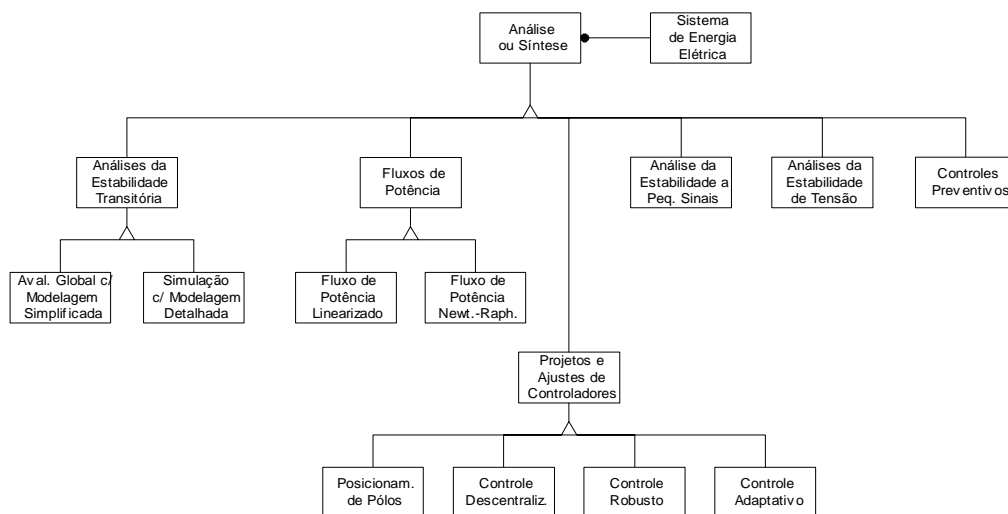 Análise
ou Síntese
Sistema
de Energia
Elétrica
Análises da
Estabilidade
Transitória
Fluxos de
Potência
Análise da
Estabilidade a
Peq. Sinais
Análises da
Estabilidade
de Tensão
Controles
Preventivos
Aval. Global c/
Modelagem
Simplificada
Simulação
c/ Modelagem
Detalhada
Fluxo de
Potência
Linearizado
Fluxo de
Potência
Newt.-Raph.
Projetos e
Ajustes de
Controladores
Posicionam.
de Pólos
Controle
Descentraliz.
Controle
Robusto
Controle
Adaptativo